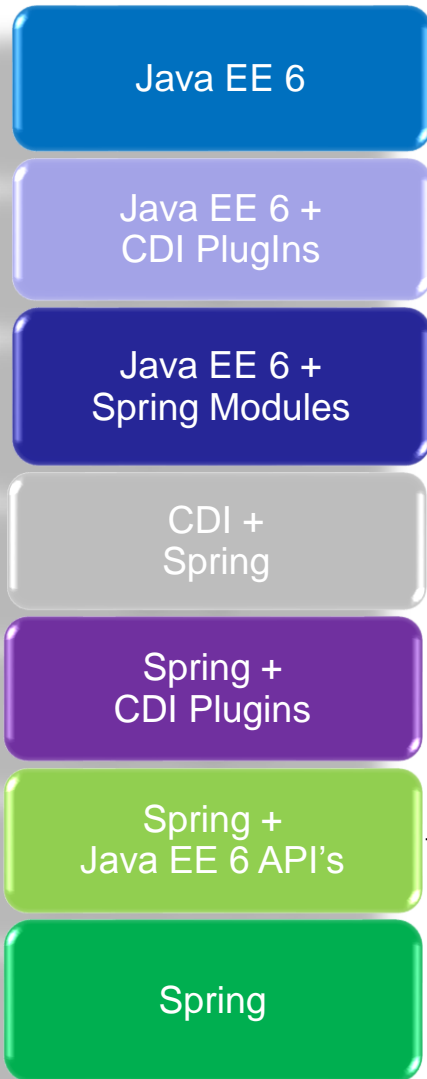 Java EE 6
Java EE 6 +
CDI PlugIns
Java EE 6 +
Spring Modules
CDI +
Spring
Spring +
CDI Plugins
Spring +
Java EE 6 API's
Spring